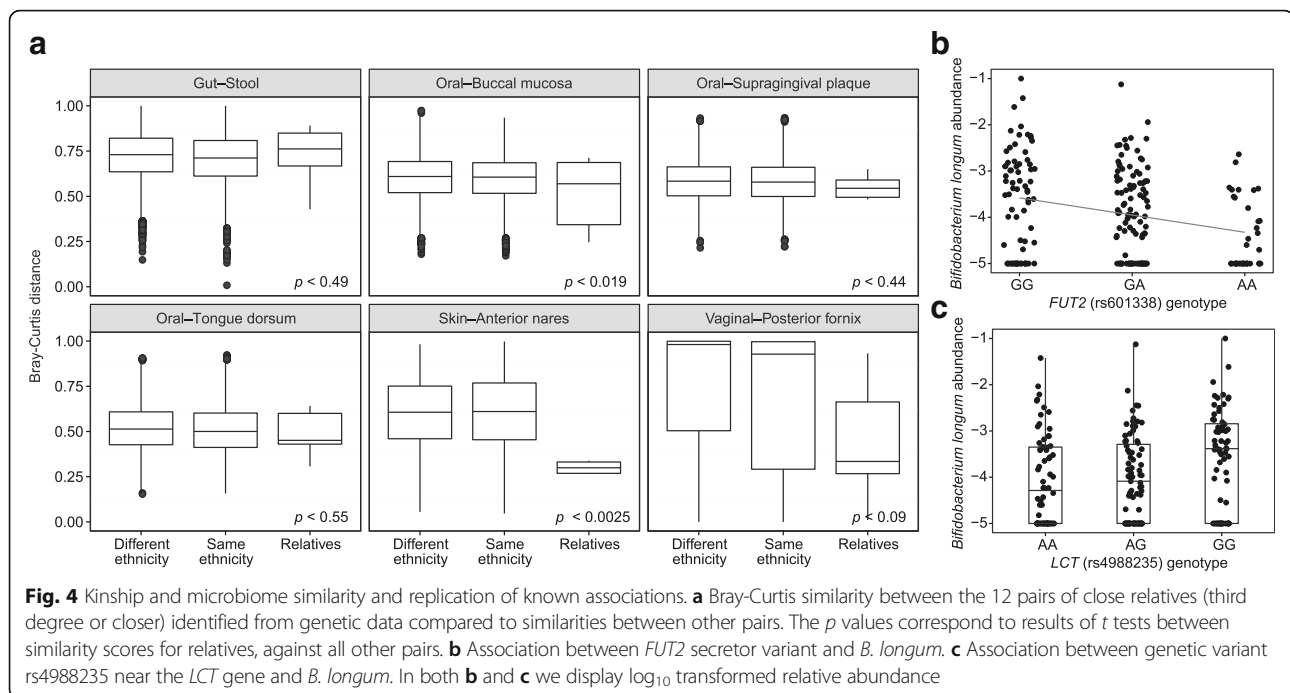 a
Gut–Stool
Oral–Buccal mucosa
Oral–Supragingival plaque
1.00
0.75
0.50
0.25
0.00
p < 0.49
p < 0.019
p < 0.44
Oral–Tongue dorsum
Skin–Anterior nares
Vaginal–Posterior fornix
1.00
0.75
0.50
0.25
0.00
p < 0.55
p < 0.0025
p < 0.09
Bray-Curtis distance
Different ethnicity
Same ethnicity
Relatives
Different ethnicity
Same ethnicity
Relatives
Different ethnicity
Same ethnicity
Relatives
b
Bifidobacterium longum abundance
−1
−2
−3
−4
−5
GG
GA
AA
FUT2 (rs601338) genotype
c
Bifidobacterium longum abundance
−1
−2
−3
−4
−5
AA
AG
GG
LCT (rs4988235) genotype
Fig. 4 Kinship and microbiome similarity and replication of known associations. a Bray-Curtis similarity between the 12 pairs of close relatives (third
degree or closer) identified from genetic data compared to similarities between other pairs. The p values correspond to results of t tests between
similarity scores for relatives, against all other pairs. b Association between FUT2 secretor variant and B. longum. c Association between genetic variant
rs4988235 near the LCT gene and B. longum. In both b and c we display log10 transformed relative abundance